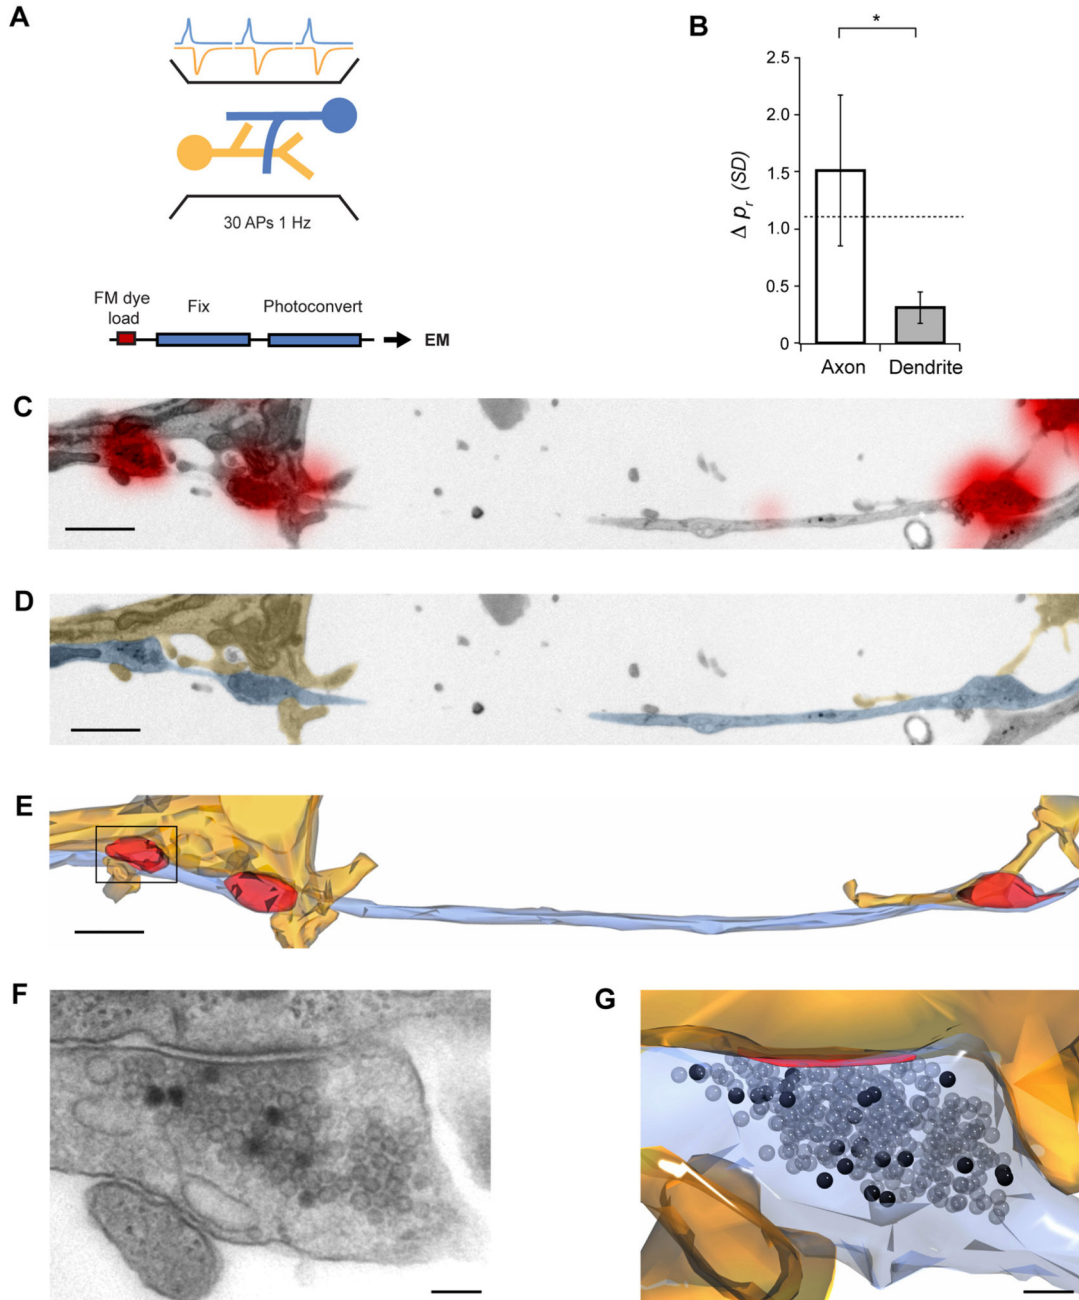 A
30 APs 1 Hz
FM dye
load
Fix
Photoconvert
EM
B
*
2.5
2.0
1.5
1.0
0.5
0
Δ pr (SD)
Axon
Dendrite
C
D
E
F
G